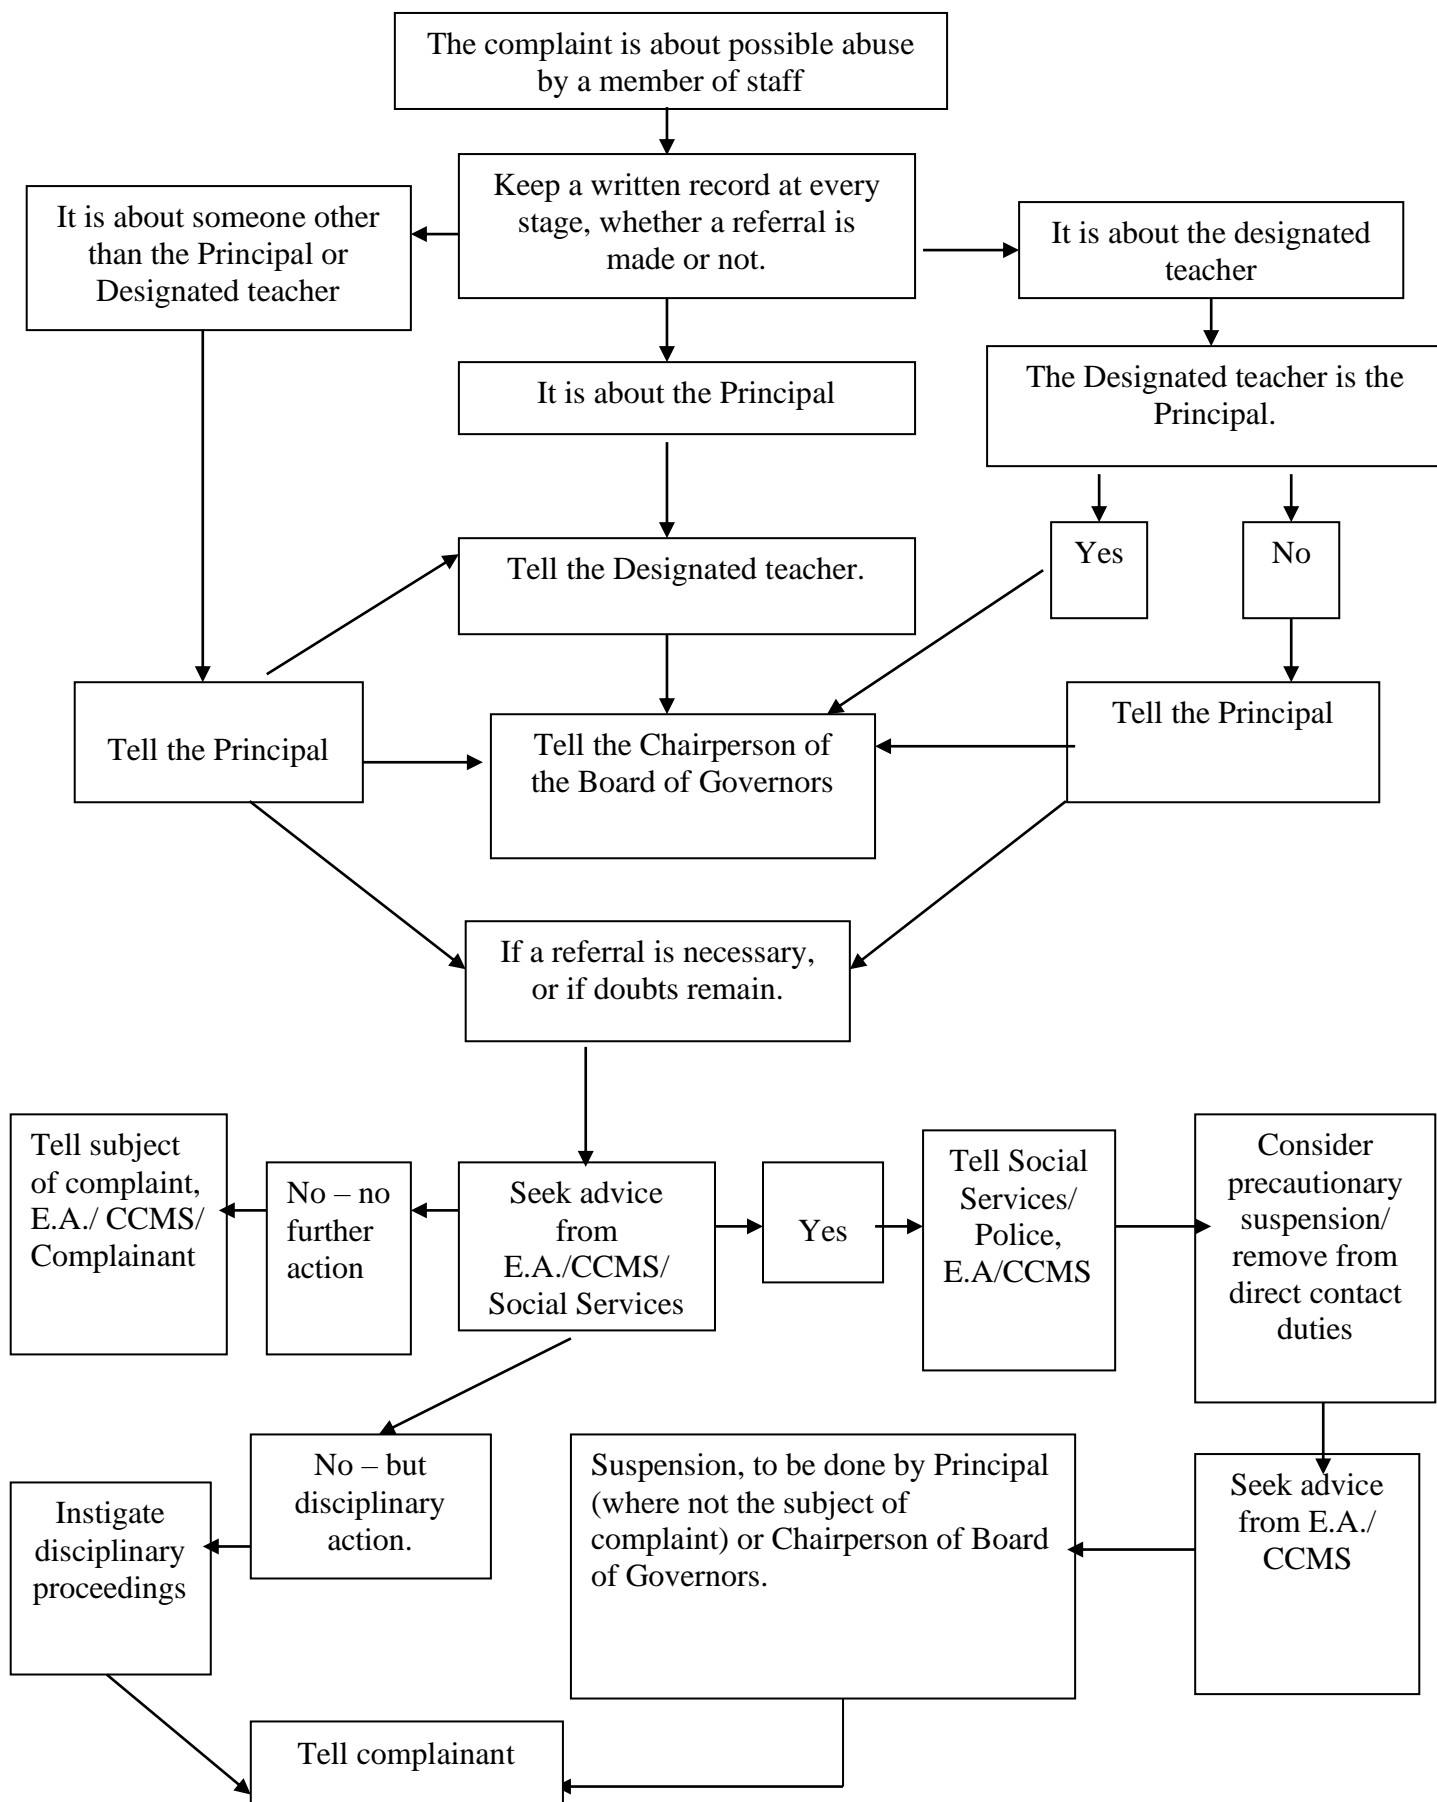 The complaint is about possible abuse
by a member of staff
Keep a written record at every
stage, whether a referral is
made or not.
It is about someone other
than the Principal or
Designated teacher
It is about the designated
teacher
It is about the Principal
The Designated teacher is the
Principal.
Yes
No
Tell the Designated teacher.
Tell the Principal
Tell the Chairperson of
the Board of Governors
Tell the Principal
If a referral is necessary,
or if doubts remain.
Tell subject
of complaint,
E.A./ CCMS/
Complainant
No – no
further
action
Seek advice
from
E.A./CCMS/
Social Services
Yes
Tell Social
Services/
Police,
E.A/CCMS
Consider
precautionary
suspension/
remove from
direct contact
duties
Instigate
disciplinary
proceedings
No – but
disciplinary
action.
Suspension, to be done by Principal
(where not the subject of
complaint) or Chairperson of Board
of Governors.
Seek advice
from E.A./
CCMS
Tell complainant